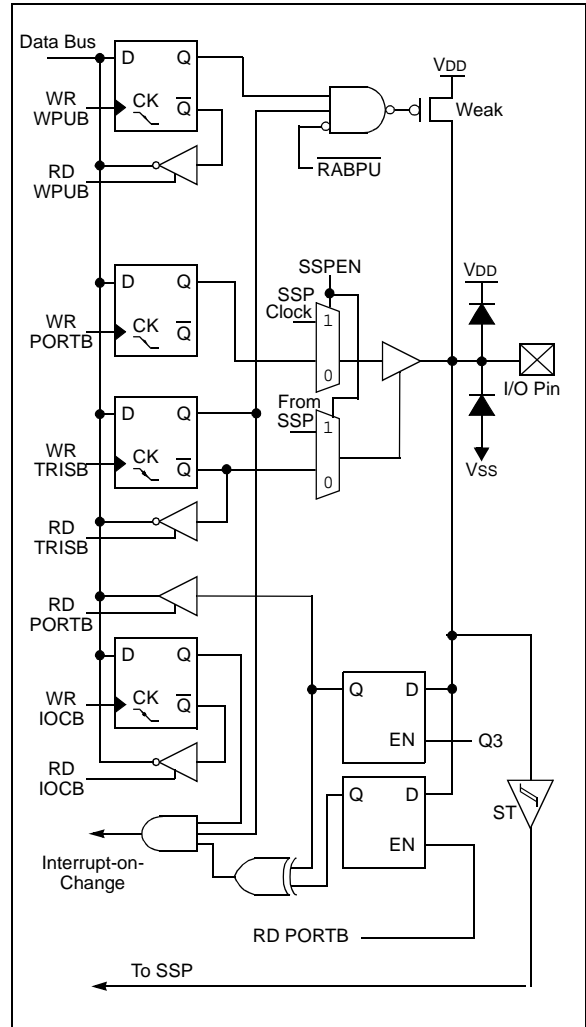 Data Bus
D Q
WR
WPUB
CK
Q
RD
WPUB
RABPU
VDD
Weak
D Q
WR
PORTB
CK
Q
SSPEN
SSP
Clock
1
0
VDD
I/O Pin
VSS
D Q
WR
TRISB
CK
Q
From
SSP
1
0
RD
TRISB
RD
PORTB
D Q
WR
IOCB
CK
Q
RD
IOCB
Q D
EN
Q3
Q D
EN
ST
Interrupt-on-
Change
RD PORTB
To SSP